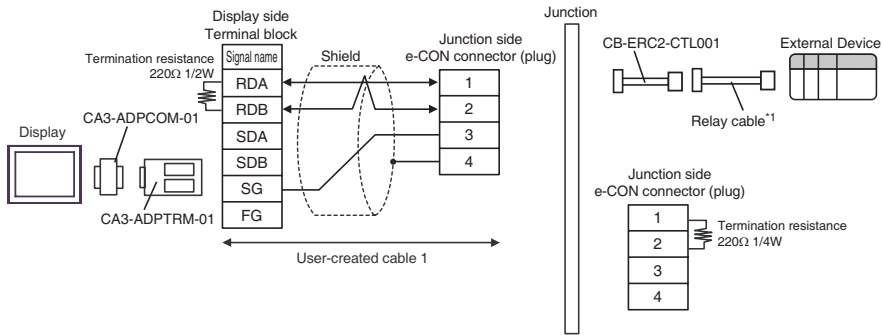 Display side
Terminal block
Junction
Termination resistance
220Ω 1/2W
Signal name
Shield
Junction side
e-CON connector (plug)
CB-ERC2-CTL001
External Device
RDA
1
RDB
2
SDA
3
SDB
4
SG
FG
CA3-ADPCOM-01
Display
CA3-ADPTRM-01
User-created cable 1
Relay cable*1
Junction side
e-CON connector (plug)
1
2
3
4
Termination resistance
220Ω 1/4W